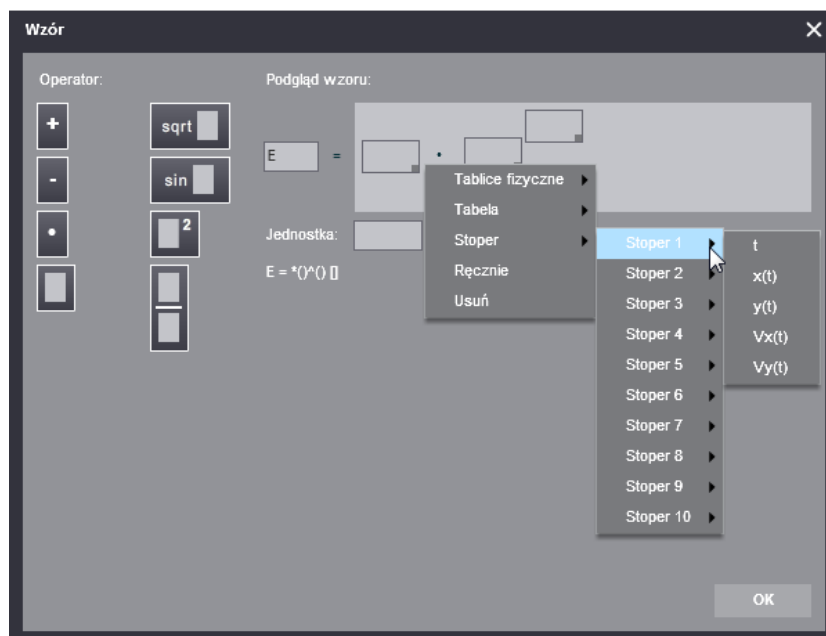 Wzór
Operator:
Podgląd wzoru:
+
sqrt
-
sin
E = •
•
2
Jednostka:
E = *()^() []
Tablice fizyczne
Tabela
Stoper
Ręcznie
Usuń
Stoper 1
Stoper 2
Stoper 3
Stoper 4
Stoper 5
Stoper 6
Stoper 7
Stoper 8
Stoper 9
Stoper 10
t
x(t)
y(t)
Vx(t)
Vy(t)
OK